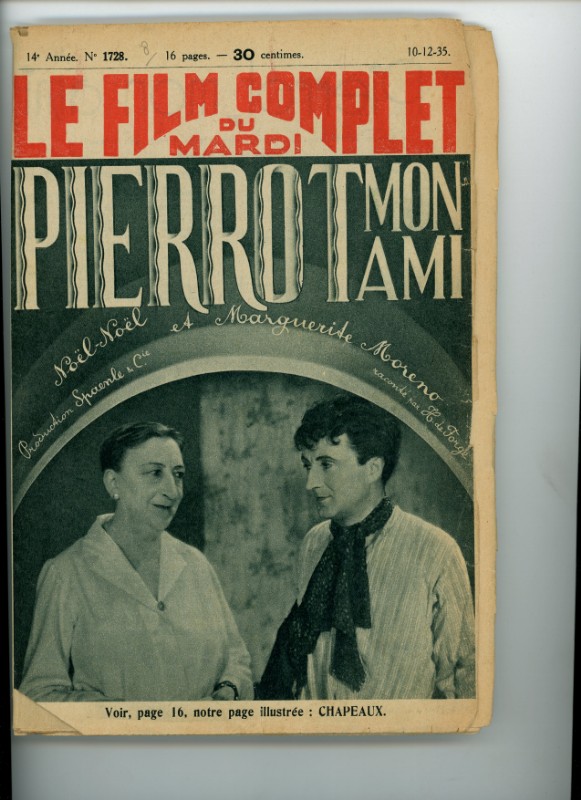 14e Année. N° 1728. 8/ 16 pages. — 30 centimes. 10-12-35.
LE FILM COMPLET
DU
MARDI
PIERROT MON AMI
Noël-Noël et Marguerite Moreno
Production Spaenle & Cie
raconté par H. de Forge
Voir, page 16, notre page illustrée : CHAPEAUX.